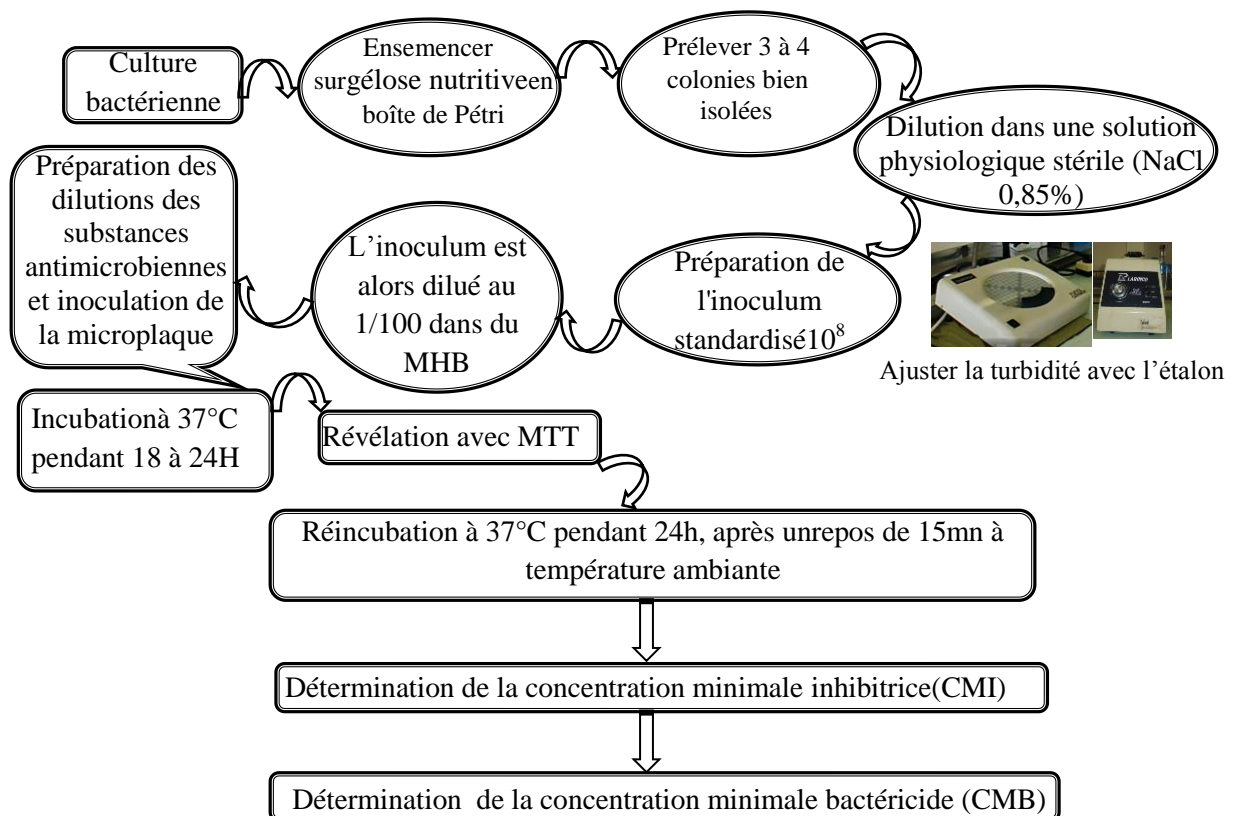 Culture
bactérienne
Ensemencer
surgélose nutritiveen
boîte de Pétri
Prélever 3 à 4
colonies bien
isolées
Dilution dans une solution
physiologique stérile (NaCl
0,85%)
Ajuster la turbidité avec l’étalon
Préparation de
l'inoculum
standardisé10⁸
L’inoculum est
alors dilué au
1/100 dans du
MHB
Préparation des
dilutions des
substances
antimicrobiennes
et inoculation de
la microplaque
Incubationà 37°C
pendant 18 à 24H
Révélation avec MTT
Réincubation à 37°C pendant 24h, après unrepos de 15mn à
température ambiante
Détermination de la concentration minimale inhibitrice(CMI)
Détermination de la concentration minimale bactéricide (CMB)